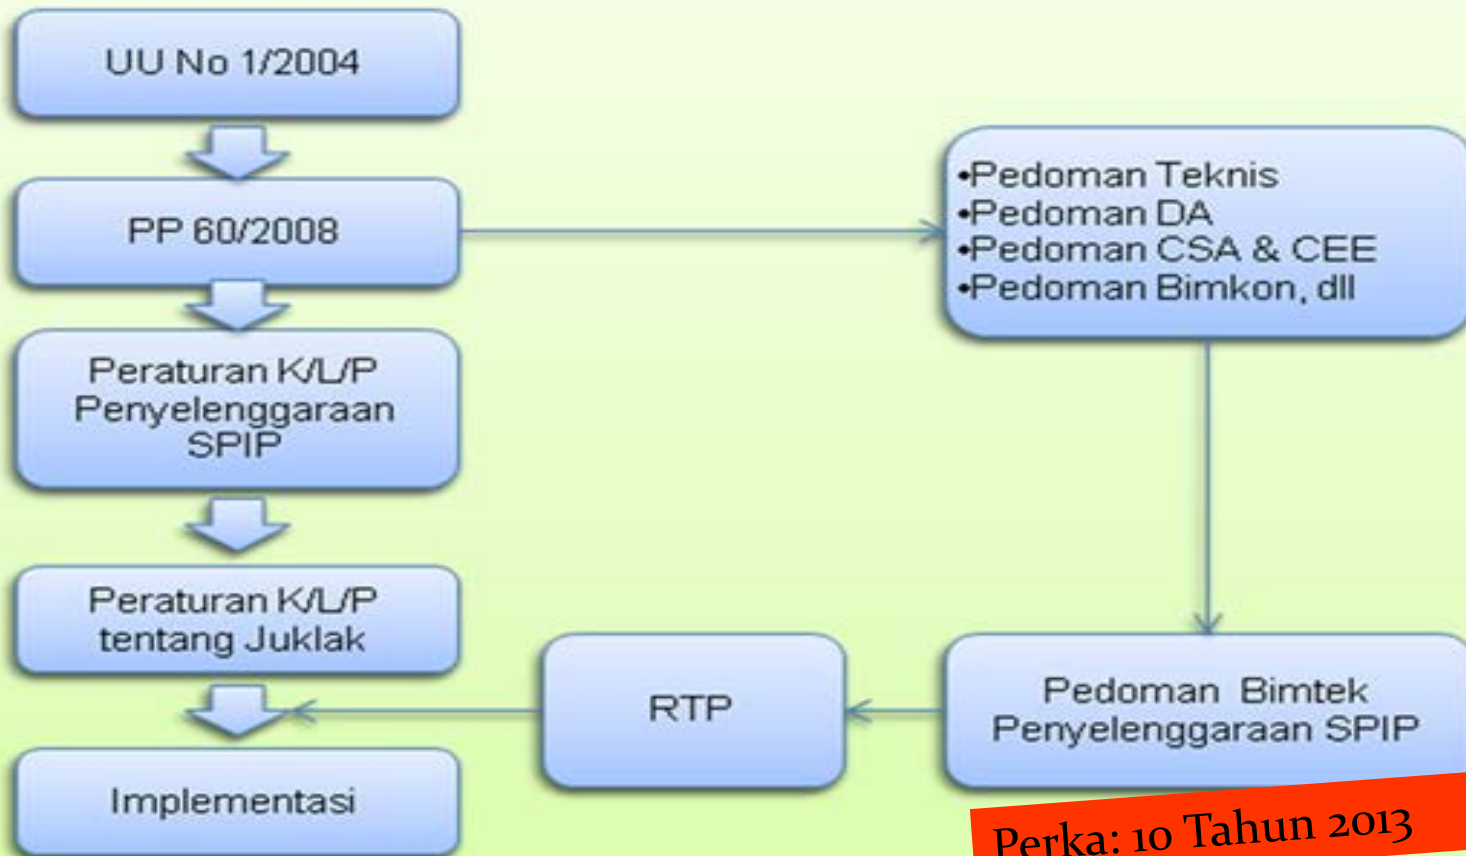 UU No 1/2004
PP 60/2008
Peraturan K/L/P
Penyelenggaraan
SPIP
Peraturan K/L/P
tentang Juklak
Implementasi
•Pedoman Teknis
•Pedoman DA
•Pedoman CSA & CEE
•Pedoman Bimkon, dll
Pedoman Bimtek
Penyelenggaraan SPIP
RTP
Perka: 10 Tahun 2013